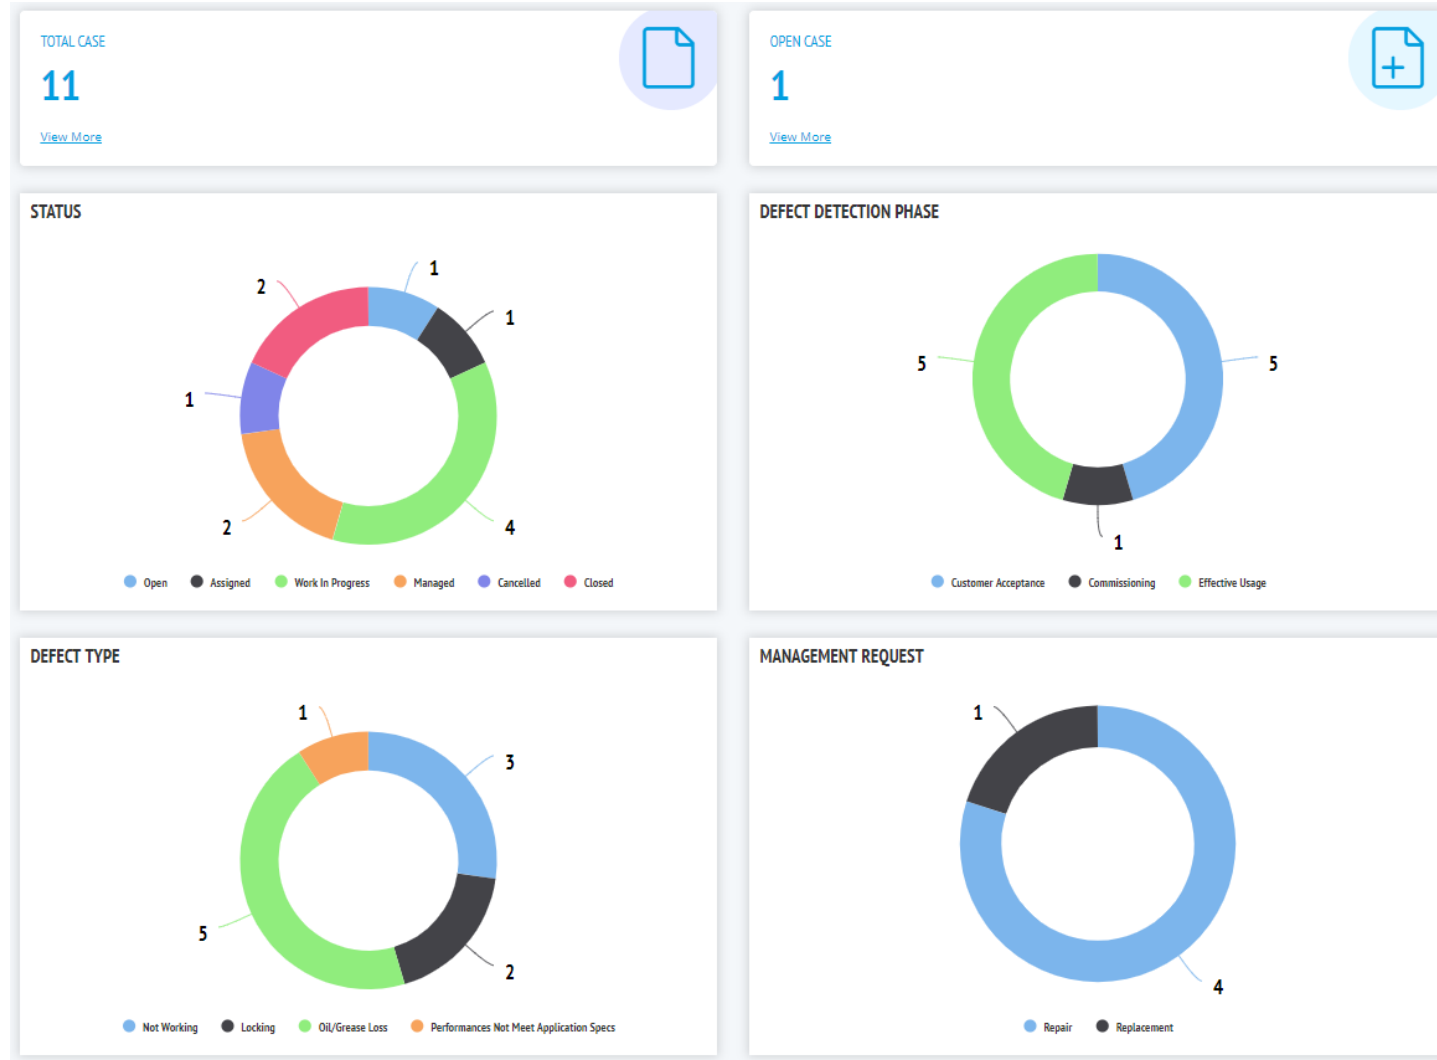 TOTAL CASE
11
View More
OPEN CASE
1
View More
STATUS
1
1
4
2
1
2
Open Assigned Work In Progress Managed Cancelled Closed
DEFECT DETECTION PHASE
5
1
5
Customer Acceptance Commissioning Effective Usage
DEFECT TYPE
3
2
5
1
Not Working Locking Oil/Grease Loss Performances Not Meet Application Specs
MANAGEMENT REQUEST
1
4
Repair Replacement